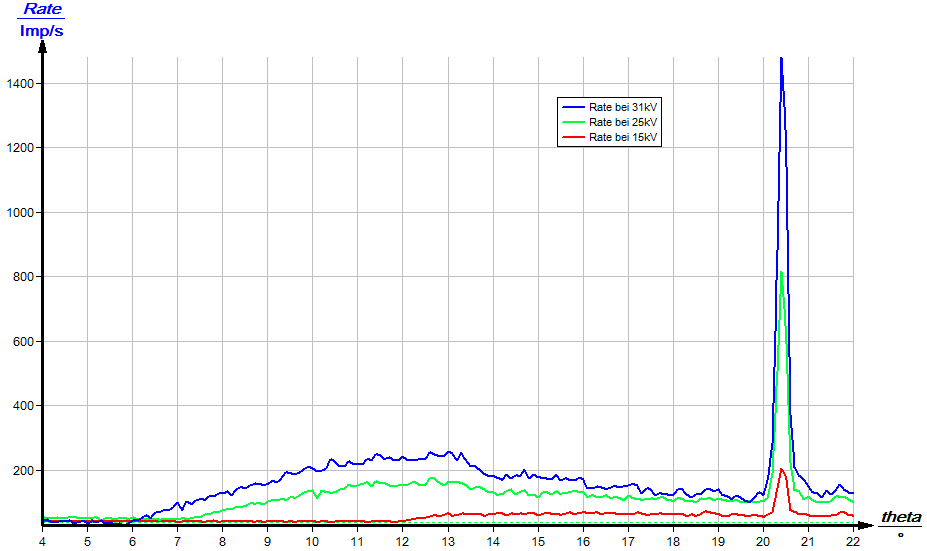 Rate
Imp/s
1400
1200
1000
800
600
400
200
Rate bei 31kV
Rate bei 25kV
Rate bei 15kV
4 5 6 7 8 9 10 11 12 13 14 15 16 17 18 19 20 21 22
theta
°